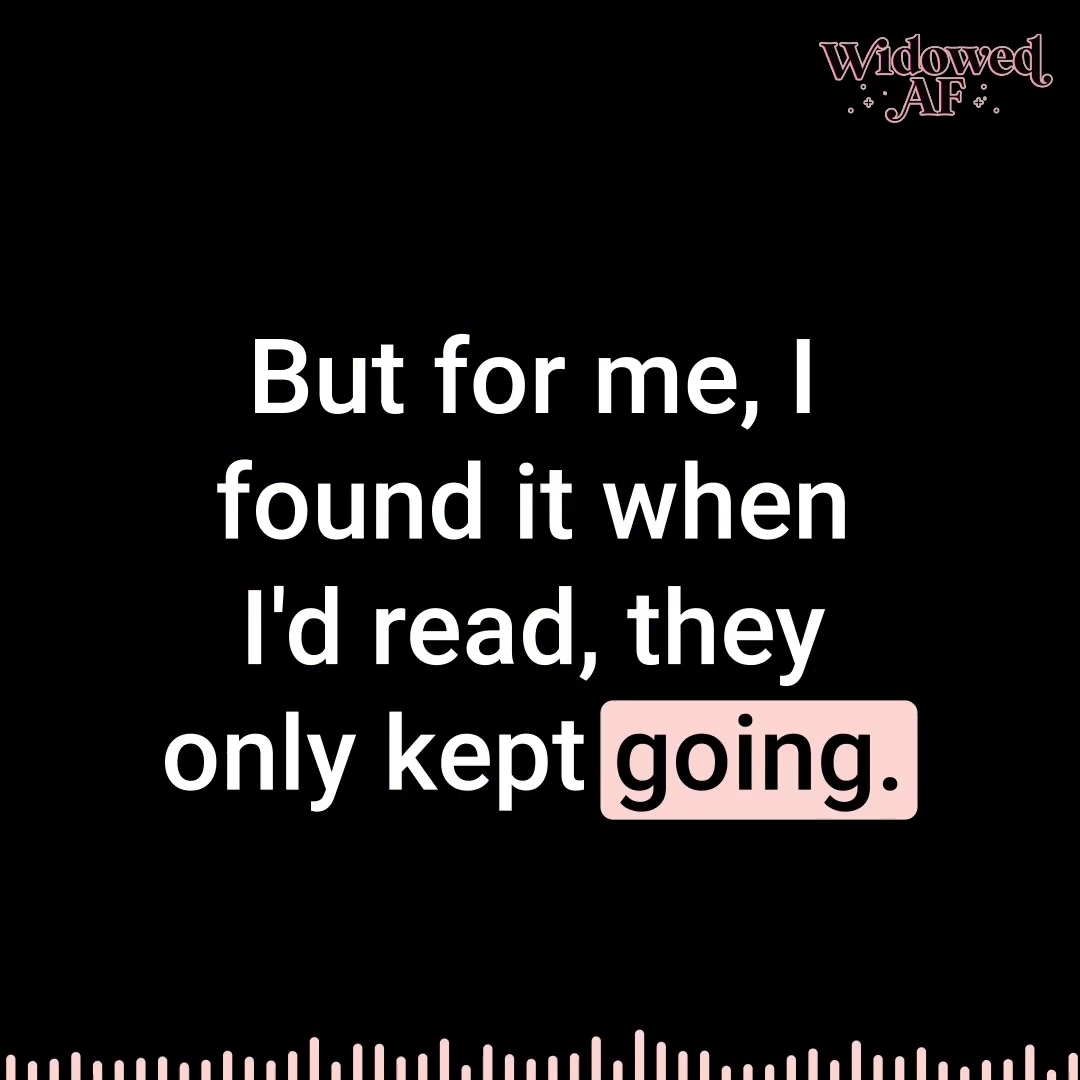 Widowed
AF
But for me, I
found it when
I'd read, they
only kept going.